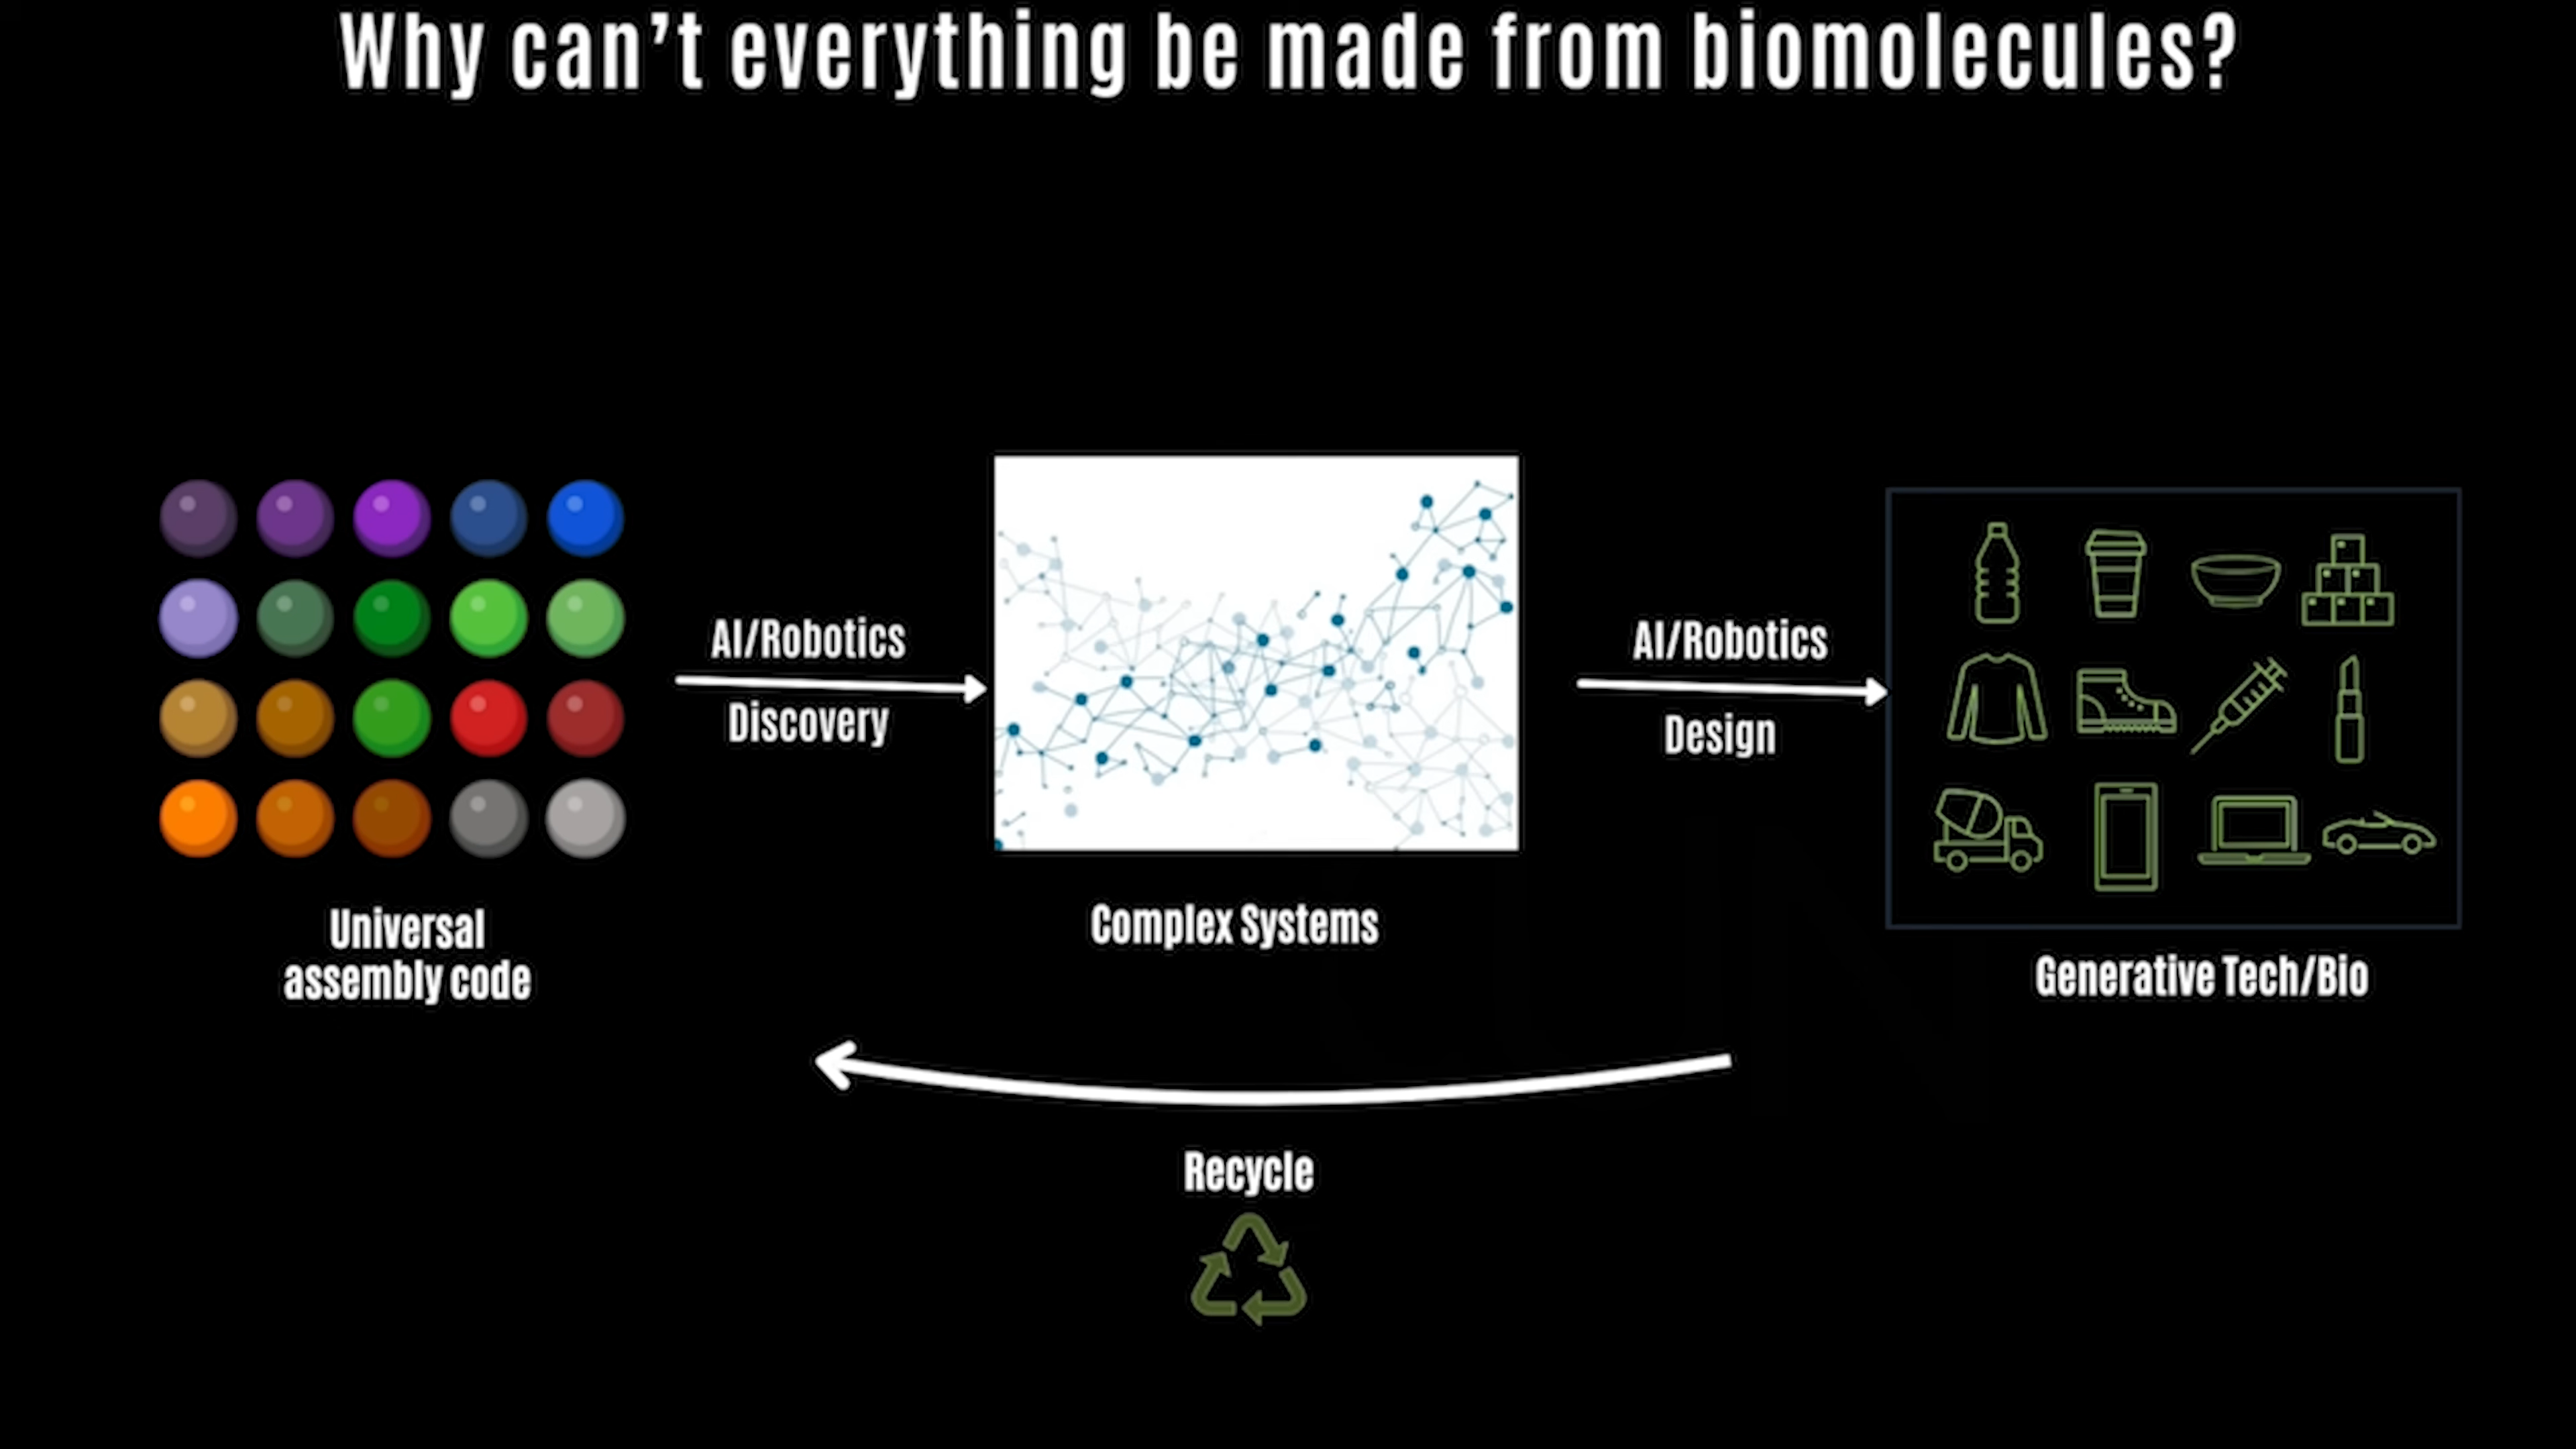 Why can’t everything be made from biomolecules?
AI/Robotics
Discovery
AI/Robotics
Design
Universal
assembly code
Complex Systems
Generative Tech/Bio
Recycle